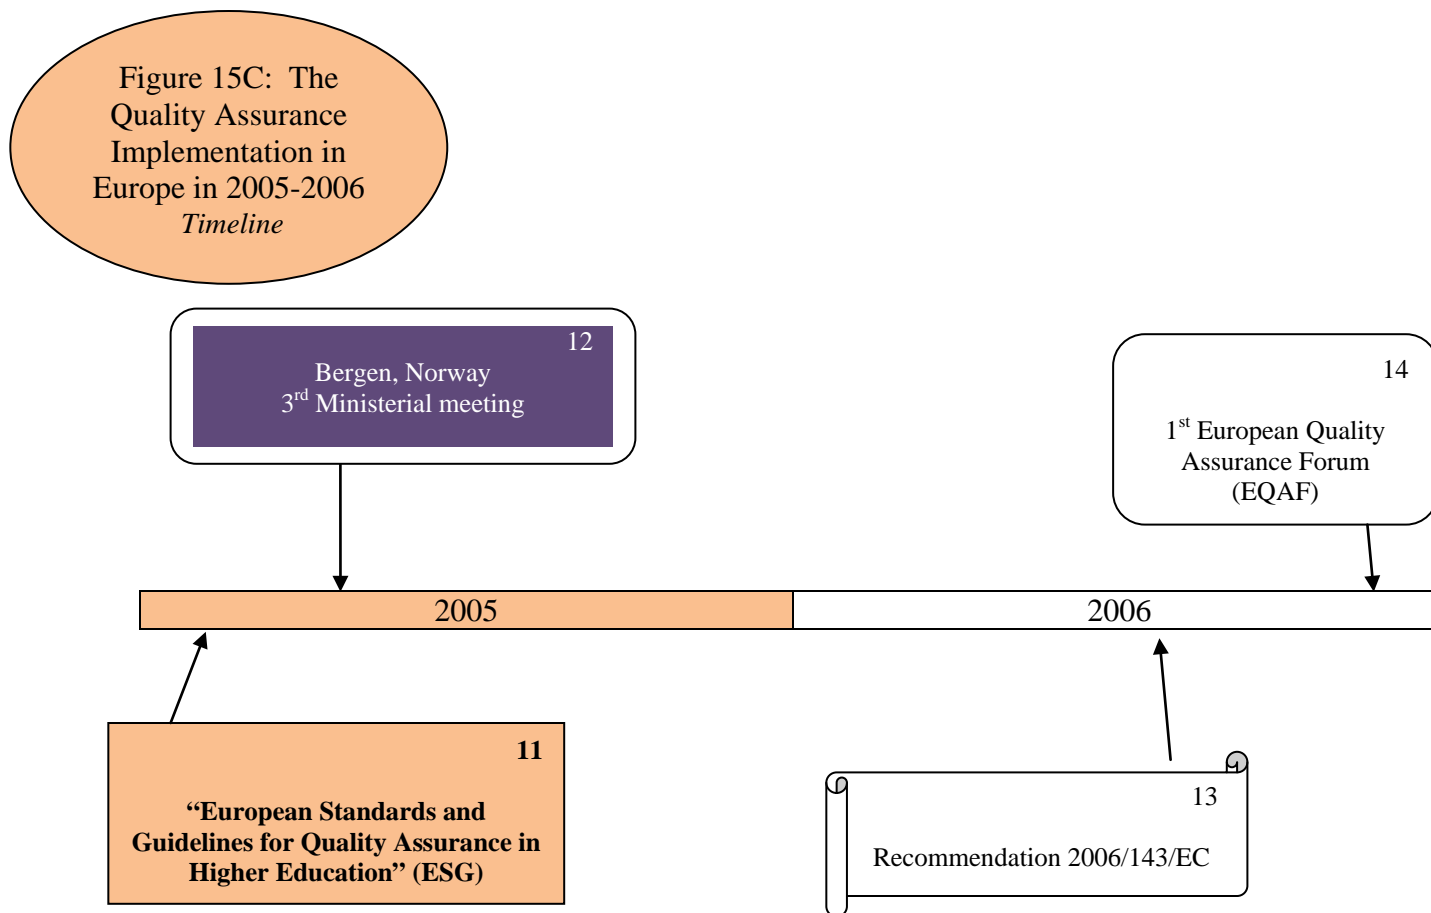 Figure 15C: The
Quality Assurance
Implementation in
Europe in 2005-2006
Timeline
12
Bergen, Norway
3rd Ministerial meeting
14
1st European Quality
Assurance Forum
(EQAF)
2005
2006
11
“European Standards and
Guidelines for Quality Assurance in
Higher Education” (ESG)
13
Recommendation 2006/143/EC